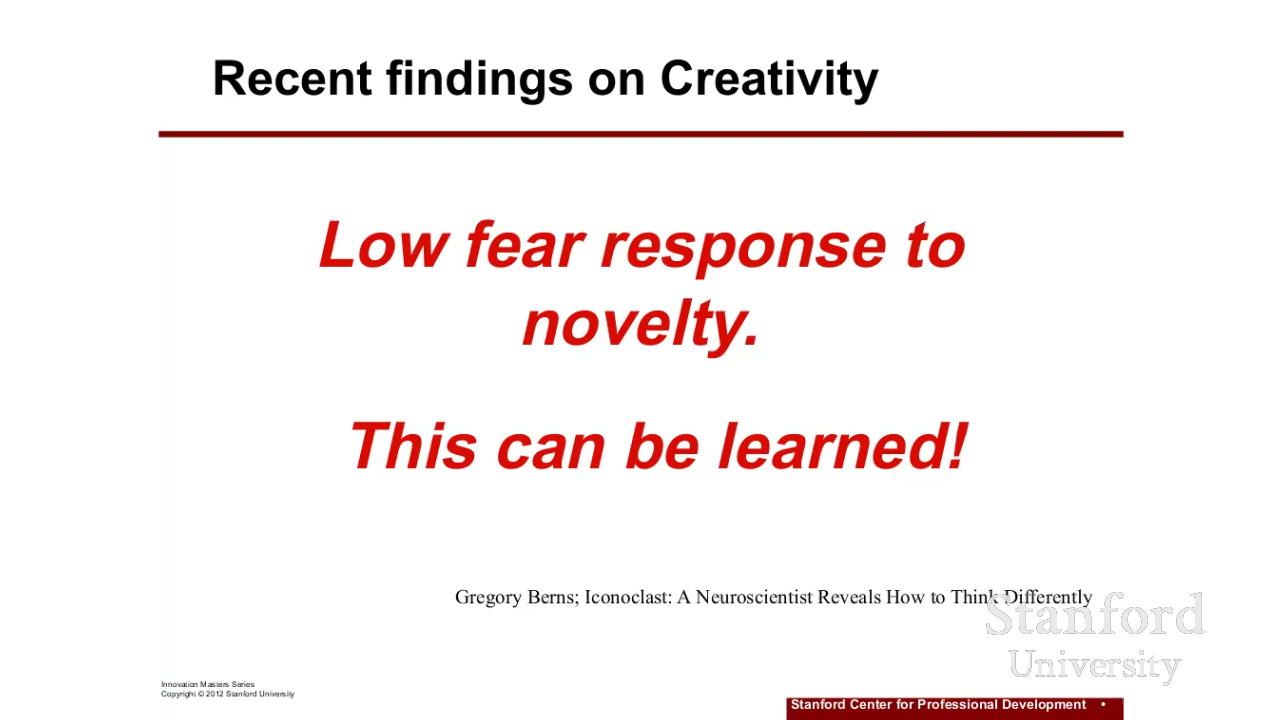 Recent findings on Creativity
Low fear response to
novelty.
This can be learned!
Gregory Berns; Iconoclast: A Neuroscientist Reveals How to Think Differently
Stanford
University
Innovation Masters Series
Copyright © 2012 Stanford University
Stanford Center for Professional Development •